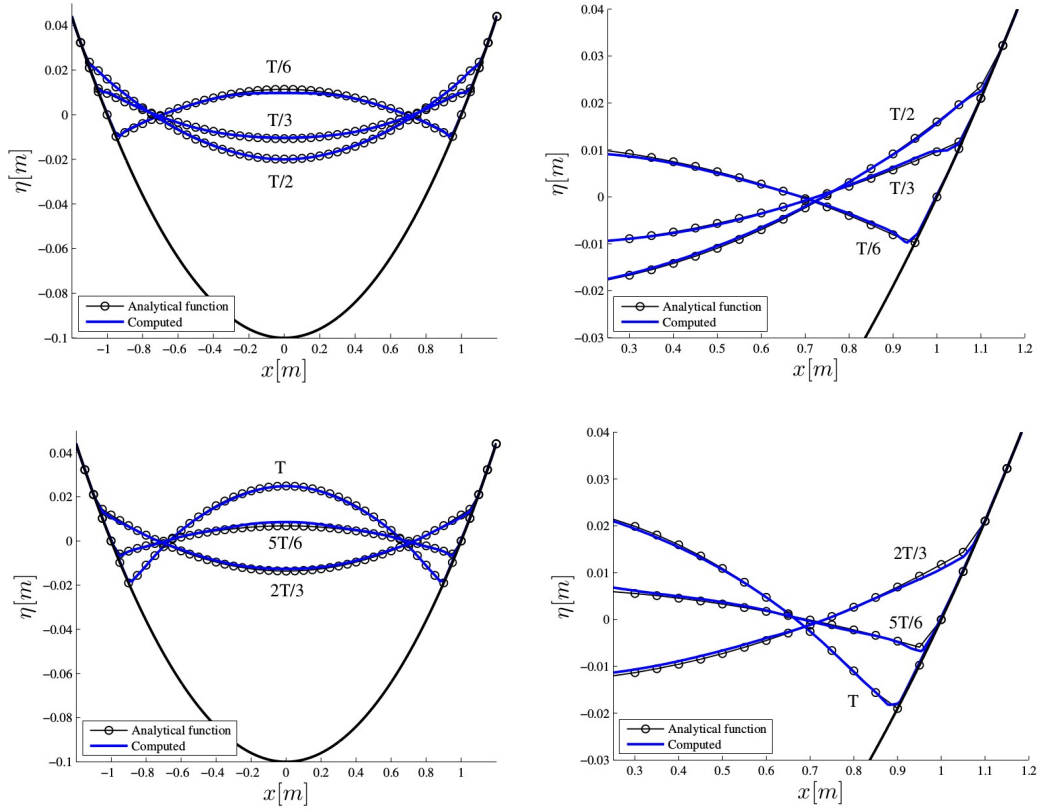 0.04
0.02
0
−0.02
−0.04
−0.06
−0.08
−0.1
η[m]
T/6
T/3
T/2
Analytical function
Computed
−1 −0.8 −0.6 −0.4 −0.2 0 0.2 0.4 0.6 0.8 1
x[m]
0.04
0.03
0.02
0.01
0
−0.01
−0.02
−0.03
η[m]
T/2
T/3
T/6
Analytical function
Computed
0.3 0.4 0.5 0.6 0.7 0.8 0.9 1 1.1 1.2
x[m]
0.04
0.02
0
−0.02
−0.04
−0.06
−0.08
−0.1
η[m]
T
5T/6
2T/3
Analytical function
Computed
−1 −0.8 −0.6 −0.4 −0.2 0 0.2 0.4 0.6 0.8 1
x[m]
0.04
0.03
0.02
0.01
0
−0.01
−0.02
−0.03
η[m]
2T/3
5T/6
T
Analytical function
Computed
0.3 0.4 0.5 0.6 0.7 0.8 0.9 1 1.1 1.2
x[m]